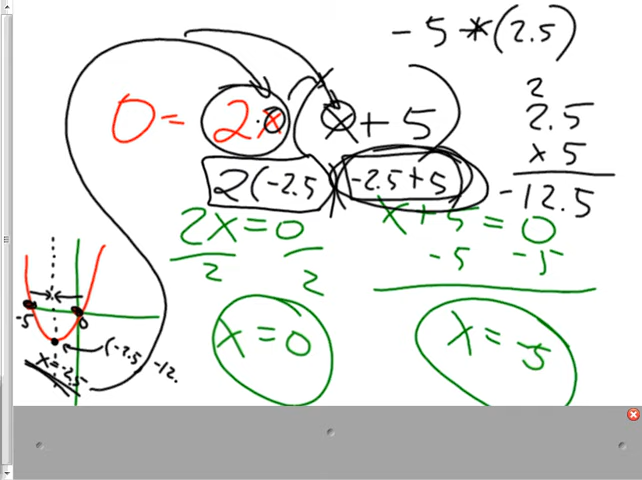 -5 *(2.5)
2
2.5
x 5
-12.5
0 = 2x (x + 5)
2(-2.5)(-2.5+5)
2x = 0
2 2
x = 0
x+5 = 0
-5 -5
x = -5
-5 0
(-2.5, -12.
x=-2.5